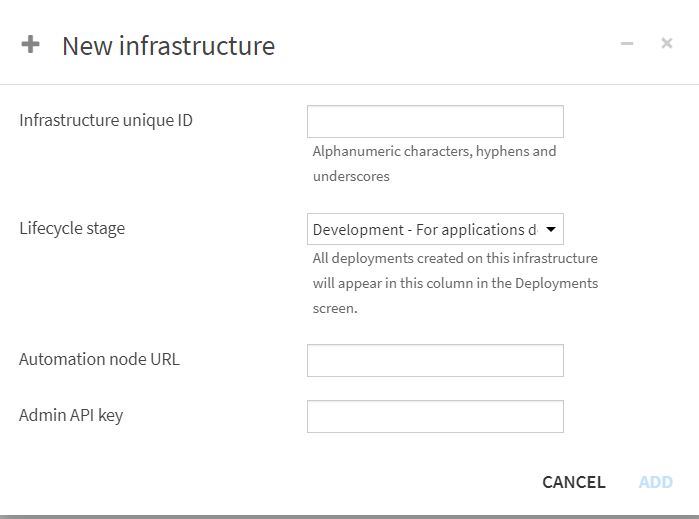 New infrastructure
Infrastructure unique ID
Alphanumeric characters, hyphens and
underscores
Lifecycle stage
Development - For applications d
All deployments created on this infrastructure
will appear in this column in the Deployments
screen.
Automation node URL
Admin API key
CANCEL ADD